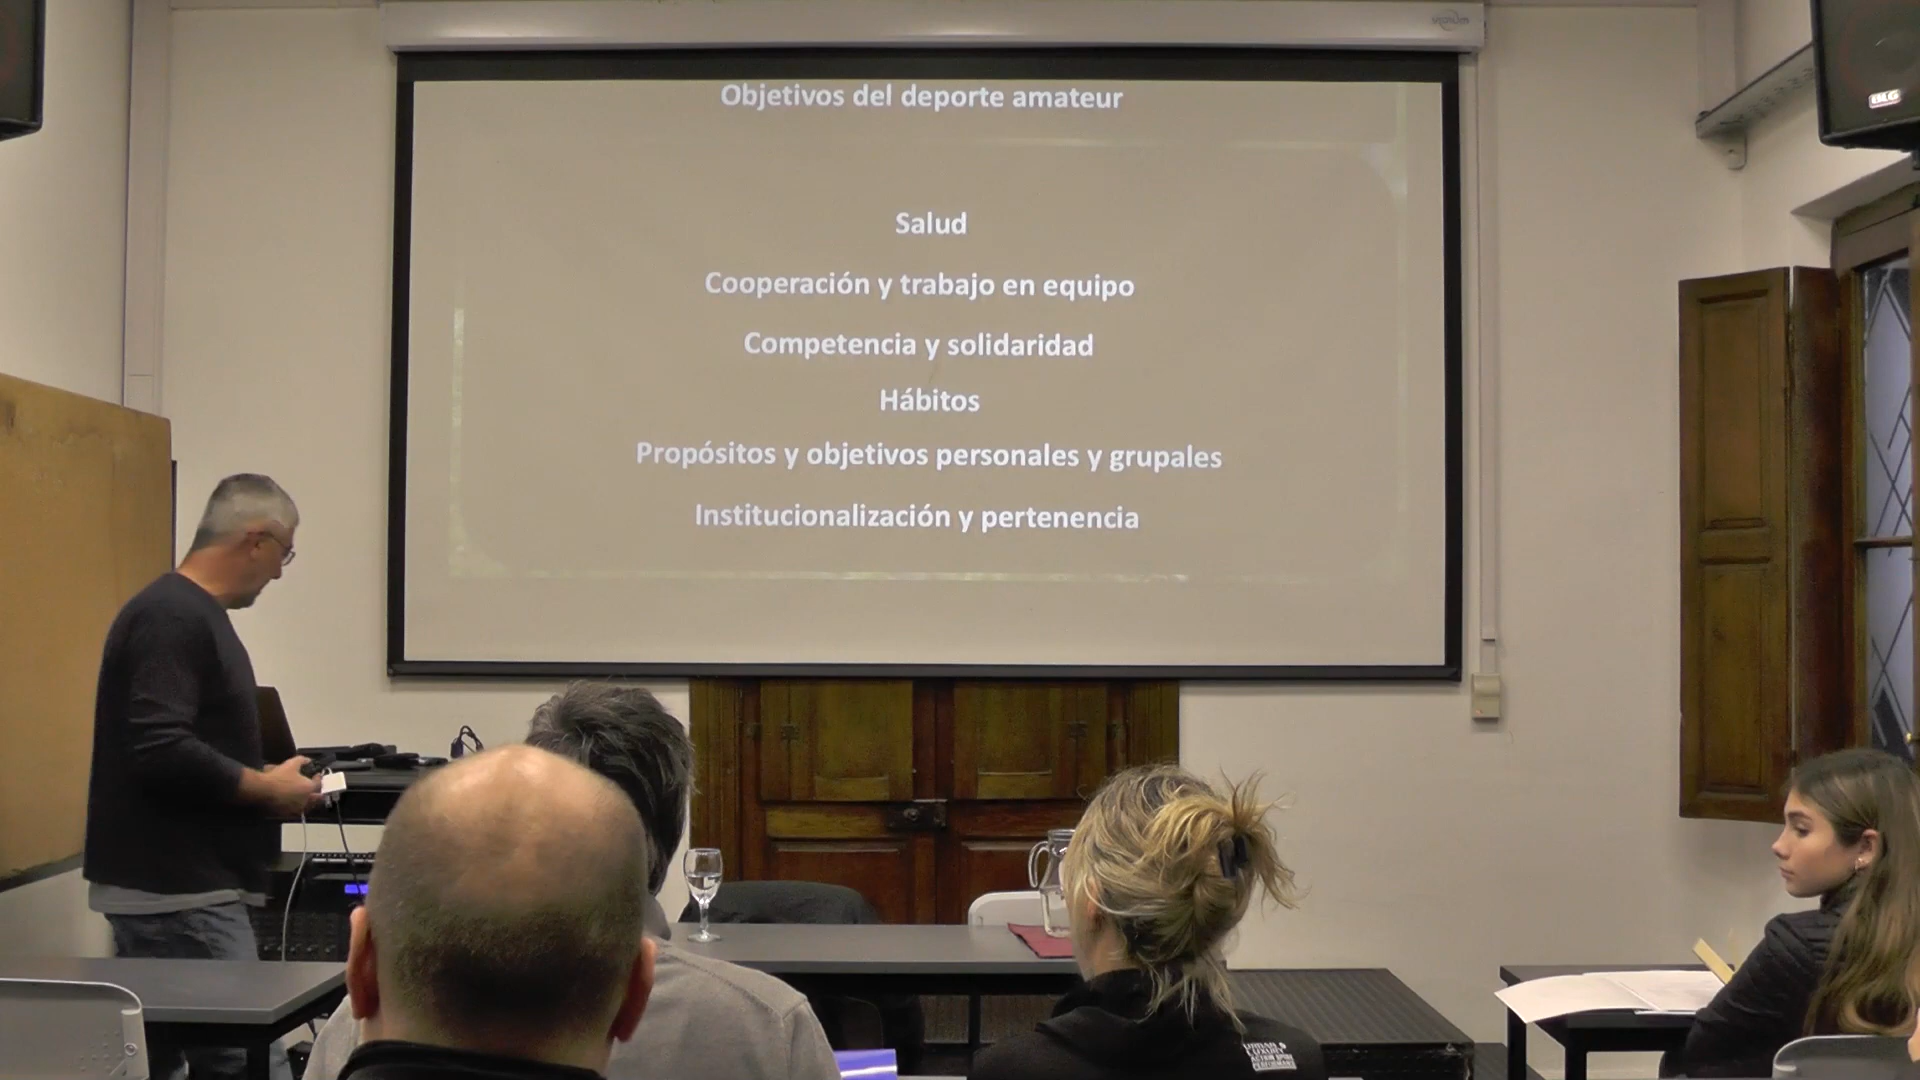 Objetivos del deporte amateur
Salud
Cooperación y trabajo en equipo
Competencia y solidaridad
Hábitos
Propósitos y objetivos personales y grupales
Institucionalización y pertenencia